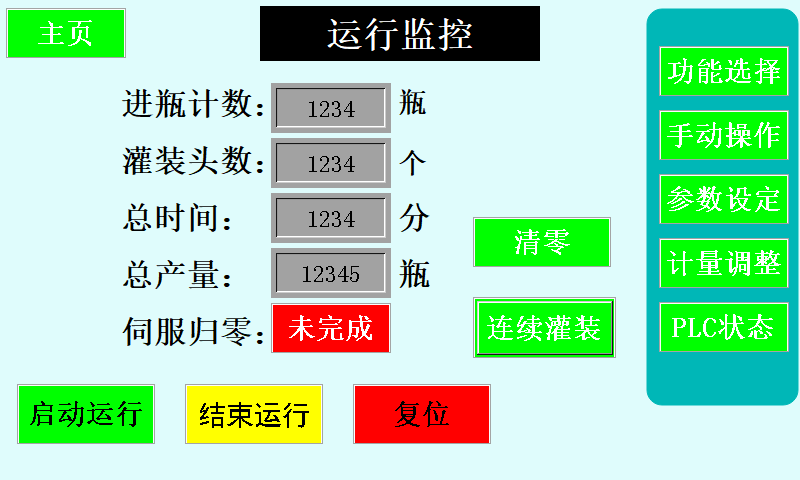 主页
运行监控
进瓶计数： 1234 瓶
灌装头数： 1234 个
总时间： 1234 分
总产量： 12345 瓶
伺服归零： 未完成
清零
连续灌装
启动运行
结束运行
复位
功能选择
手动操作
参数设定
计量调整
PLC状态